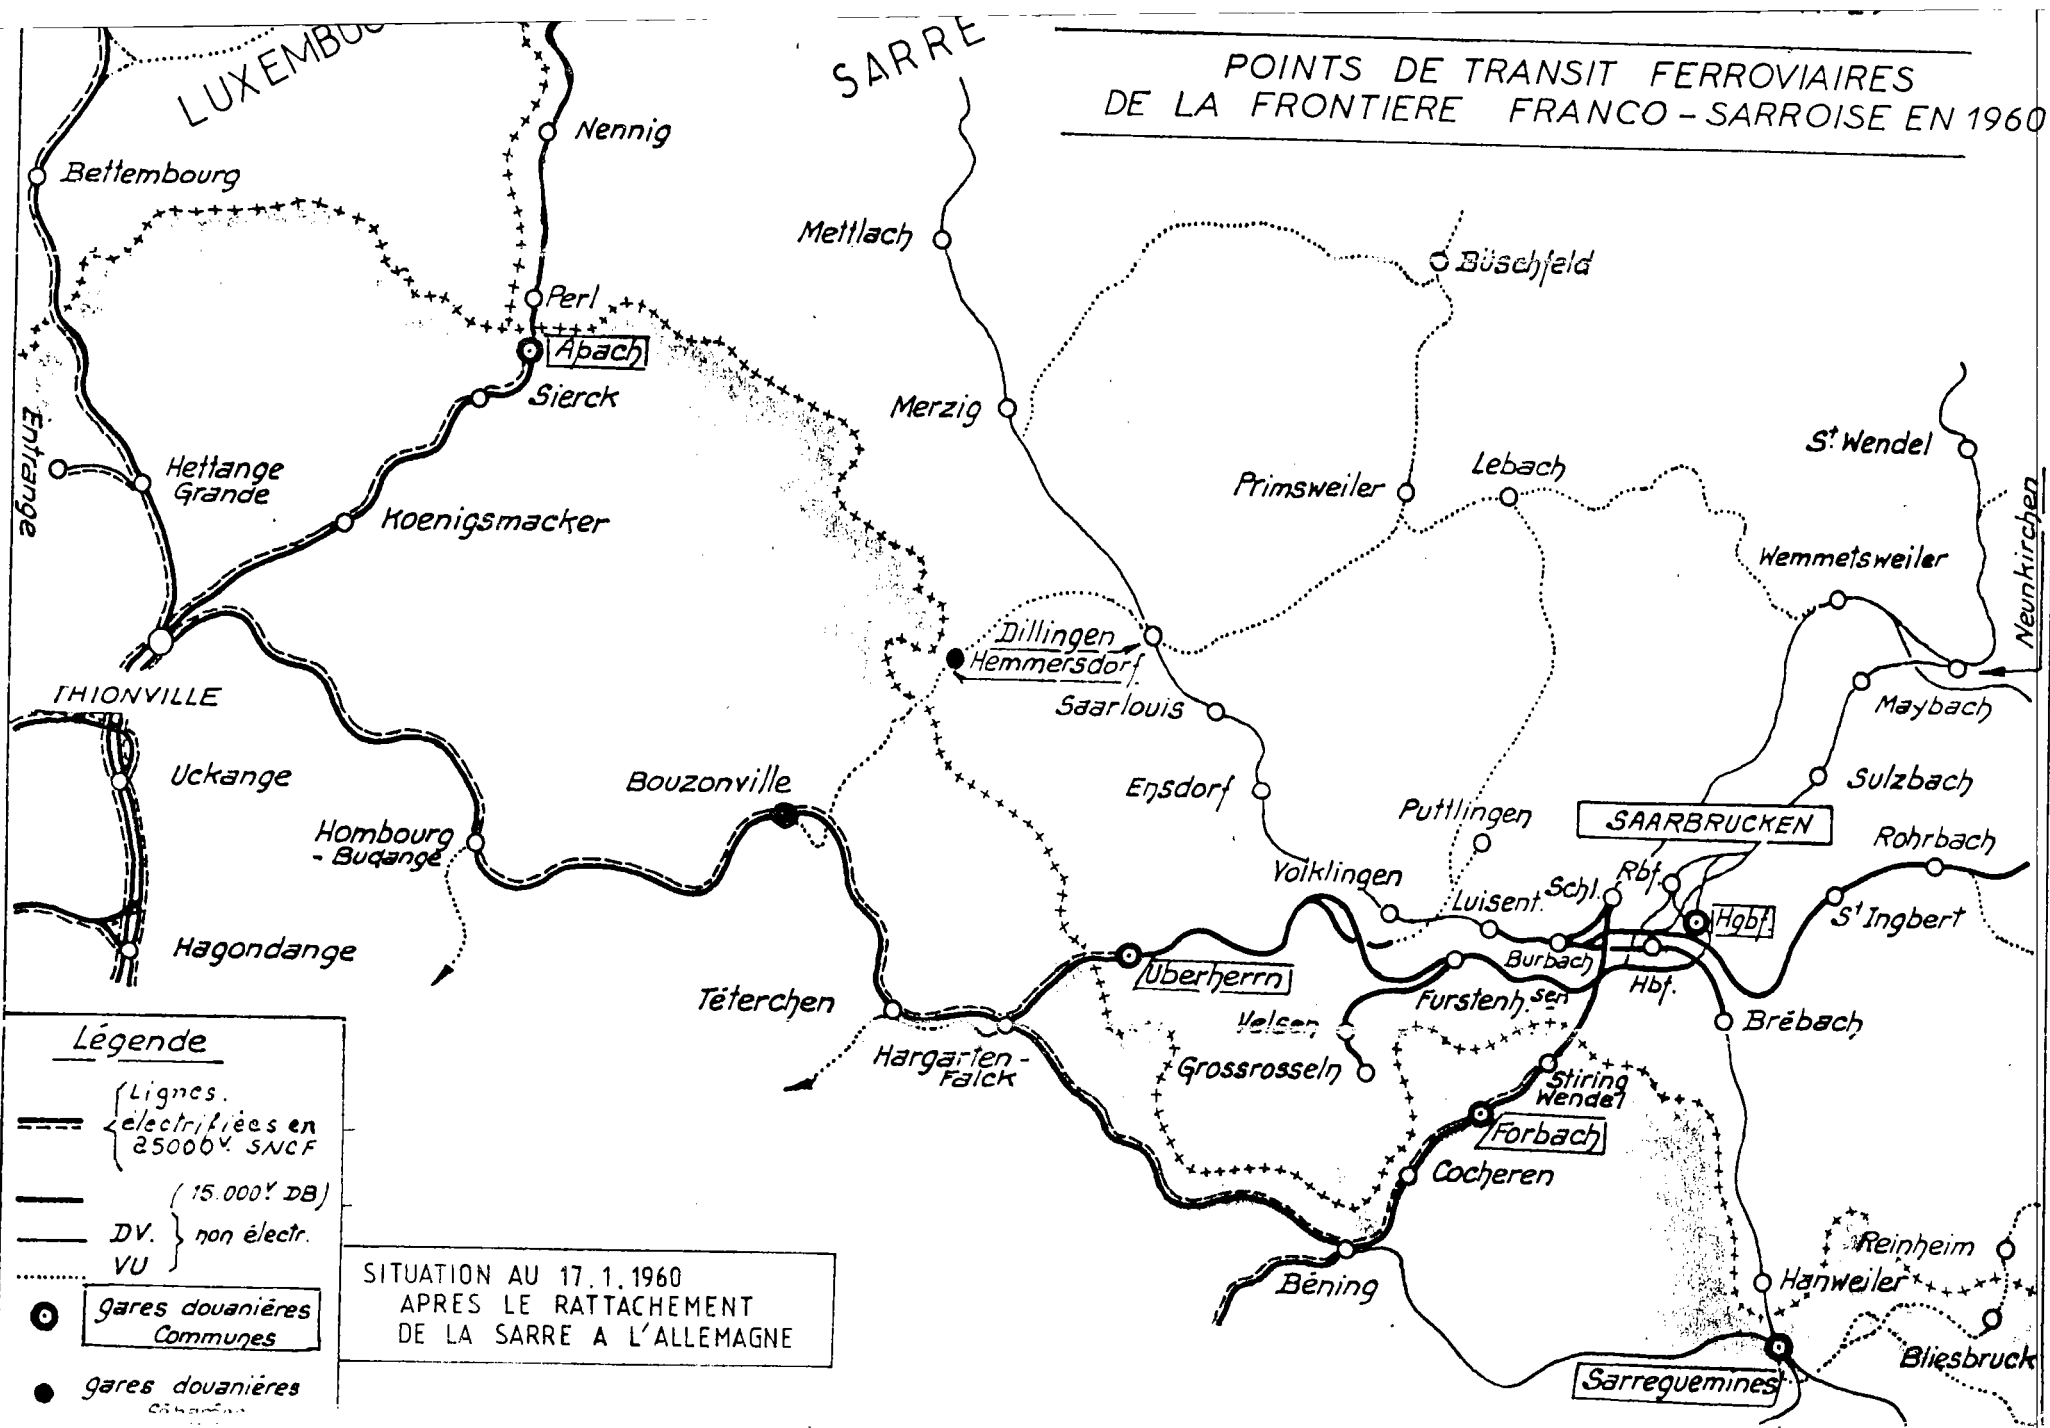 SARRE
POINTS DE TRANSIT FERROVIAIRES
DE LA FRONTIERE FRANCO-SARROISE EN 1960
Nennig
Bettembourg
Mettlach
Büschfeld
Perl
Apach
Sierck
Merzig
Entrange
Hettange
Grande
Koenigsmacker
Primsweiler
Lebach
St Wendel
Wemmetsweiler
Neunkirchen
Dillingen
Hemmersdorf
THIONVILLE
Saarlouis
Maybach
Uckange
Bouzonville
Ensdorf
Puttlingen
Sulzbach
SAARBRUCKEN
Hombourg
- Budange
Rohrbach
Volklingen
Luisent.
Schl.
Rbf.
Hgbf.
St Ingbert
Hagondange
Uberherrn
Burbach
Hbf.
Téterchen
Furstenh.sen
Brébach
Velsen
Hargarten-
Falck
Grossrosseln
Stiring
Wendel
Forbach
Cocheren
Béning
Reinheim
Hanweiler
Bliesbruck
Sarreguemines
Légende
Lignes.
électrifiées en
25000V. SNCF
(15.000V. DB)
DV.
non électr.
VU
gares douanières
Communes
gares douanières
SITUATION AU 17.1.1960
APRES LE RATTACHEMENT
DE LA SARRE A L'ALLEMAGNE